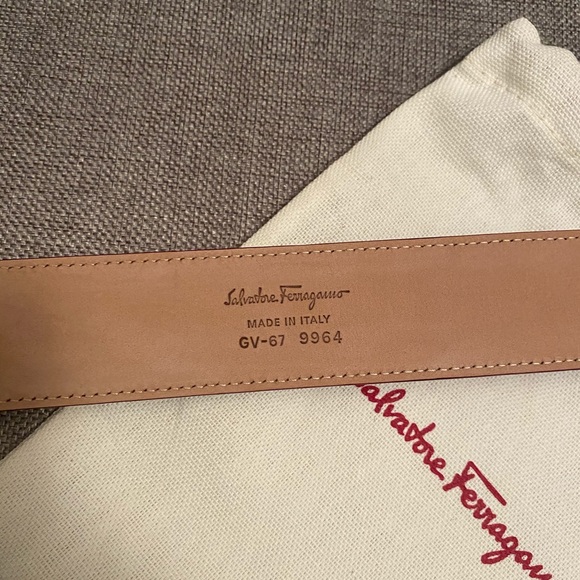 Salvatore Ferragamo
MADE IN ITALY
GV-67 9964
Salvatore Ferragamo